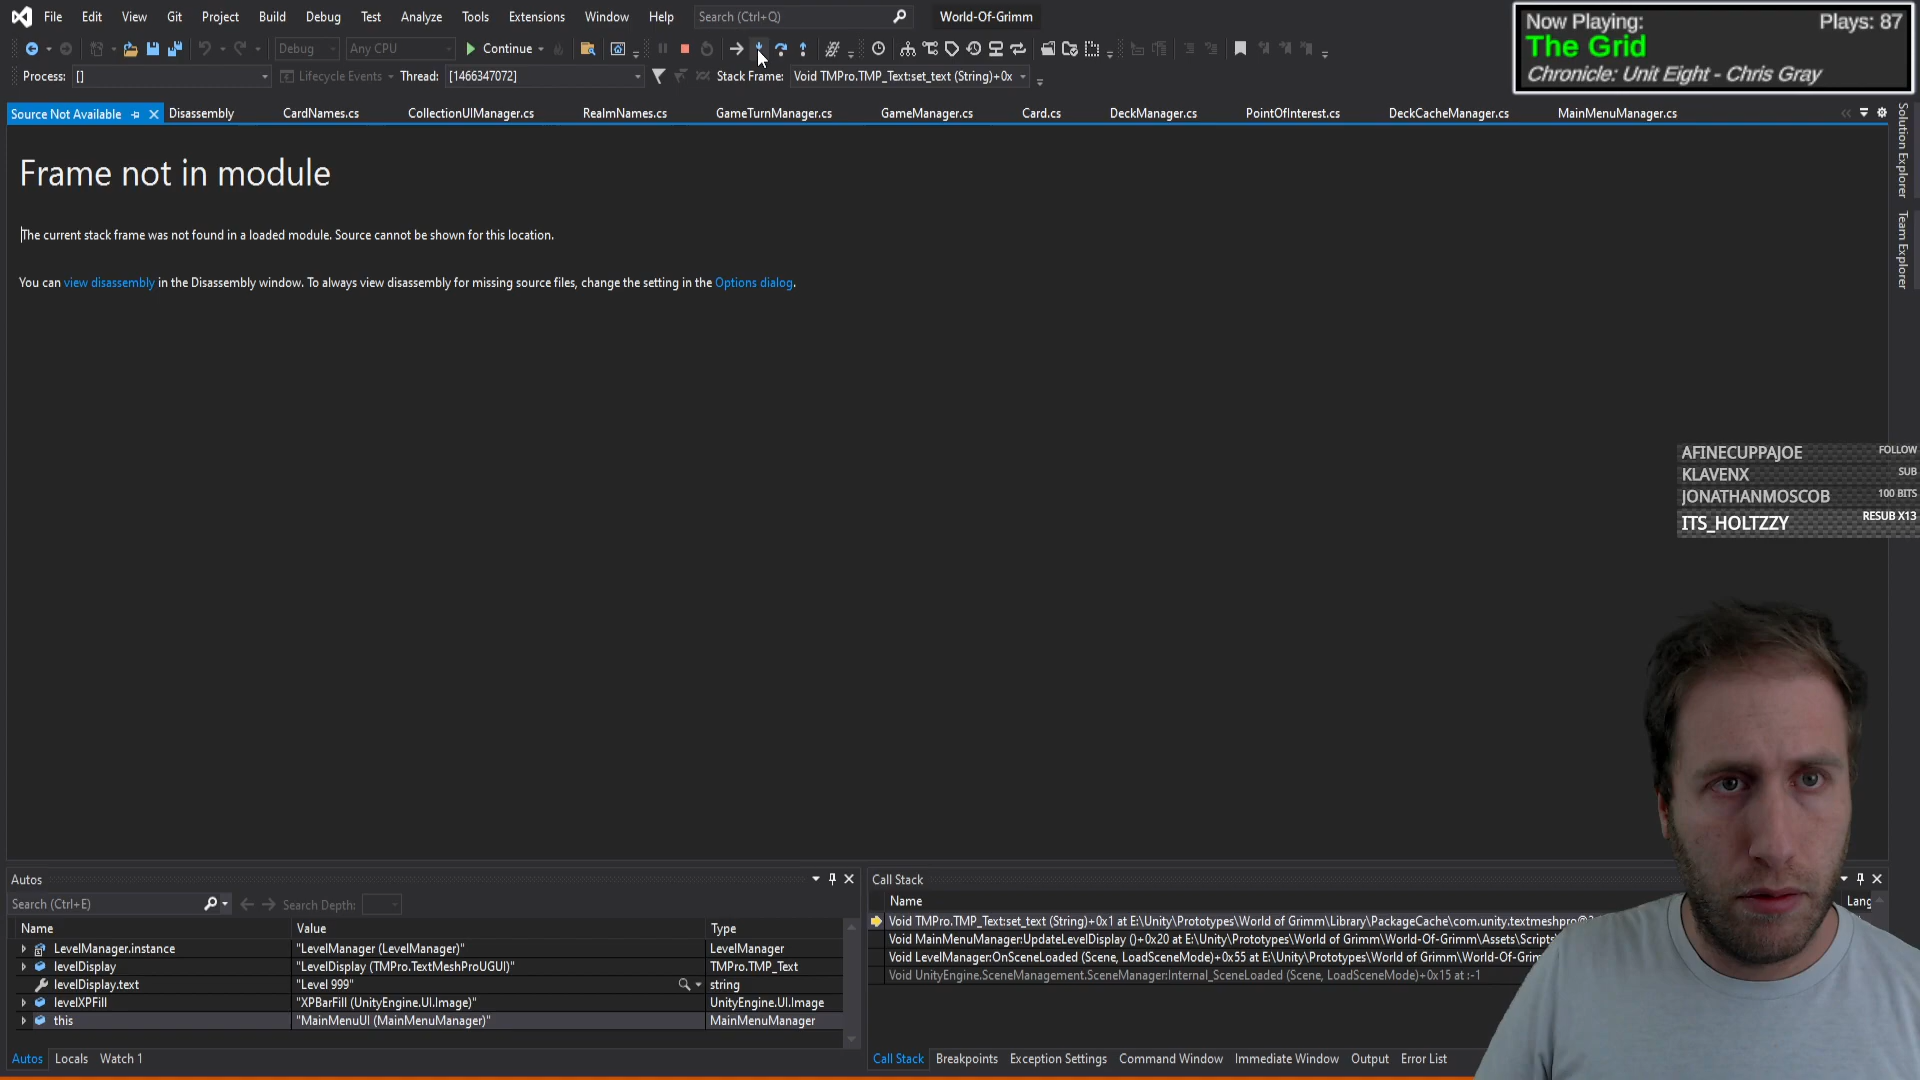 File Edit View Git Project Build Debug Test Analyze Tools Extensions Window Help Search (Ctrl+Q) World-Of-Grimm
Now Playing: Plays: 87
The Grid
Chronicle: Unit Eight - Chris Gray
Debug Any CPU Continue
Process: [] Lifecycle Events Thread: [1466347072] Stack Frame: Void TMPro.TMP_Text:set_text (String)+0x
Source Not Available Disassembly CardNames.cs CollectionUIManager.cs RealmNames.cs GameTurnManager.cs GameManager.cs Card.cs DeckManager.cs PointOfInterest.cs DeckCacheManager.cs MainMenuManager.cs
Solution Explorer
Team Explorer
Frame not in module
The current stack frame was not found in a loaded module. Source cannot be shown for this location.
You can view disassembly in the Disassembly window. To always view disassembly for missing source files, change the setting in the Options dialog.
AFINECUPPAJOE FOLLOW
KLAVENX SUB
JONATHANMOSCOB 100 BITS
ITS_HOLTZZY RESUB X13
Autos
Search (Ctrl+E) Search Depth:
Name Value Type
LevelManager.instance "LevelManager (LevelManager)" LevelManager
levelDisplay "LevelDisplay (TMPro.TextMeshProUGUI)" TMPro.TMP_Text
levelDisplay.text "Level 999" string
levelXPFill "XPBarFill (UnityEngine.UI.Image)" UnityEngine.UI.Image
this "MainMenuUI (MainMenuManager)" MainMenuManager
Autos Locals Watch 1
Call Stack
Name Lang
Void TMPro.TMP_Text:set_text (String)+0x1 at E:\Unity\Prototypes\World of Grimm\Library\PackageCache\com.unity.textmeshpro@
Void MainMenuManager:UpdateLevelDisplay ()+0x20 at E:\Unity\Prototypes\World of Grimm\World-Of-Grimm\Assets\Scripts
Void LevelManager:OnSceneLoaded (Scene, LoadSceneMode)+0x55 at E:\Unity\Prototypes\World of Grimm\World-Of-Grim
Void UnityEngine.SceneManagement.SceneManager:Internal_SceneLoaded (Scene, LoadSceneMode)+0x15 at :-1
Call Stack Breakpoints Exception Settings Command Window Immediate Window Output Error List